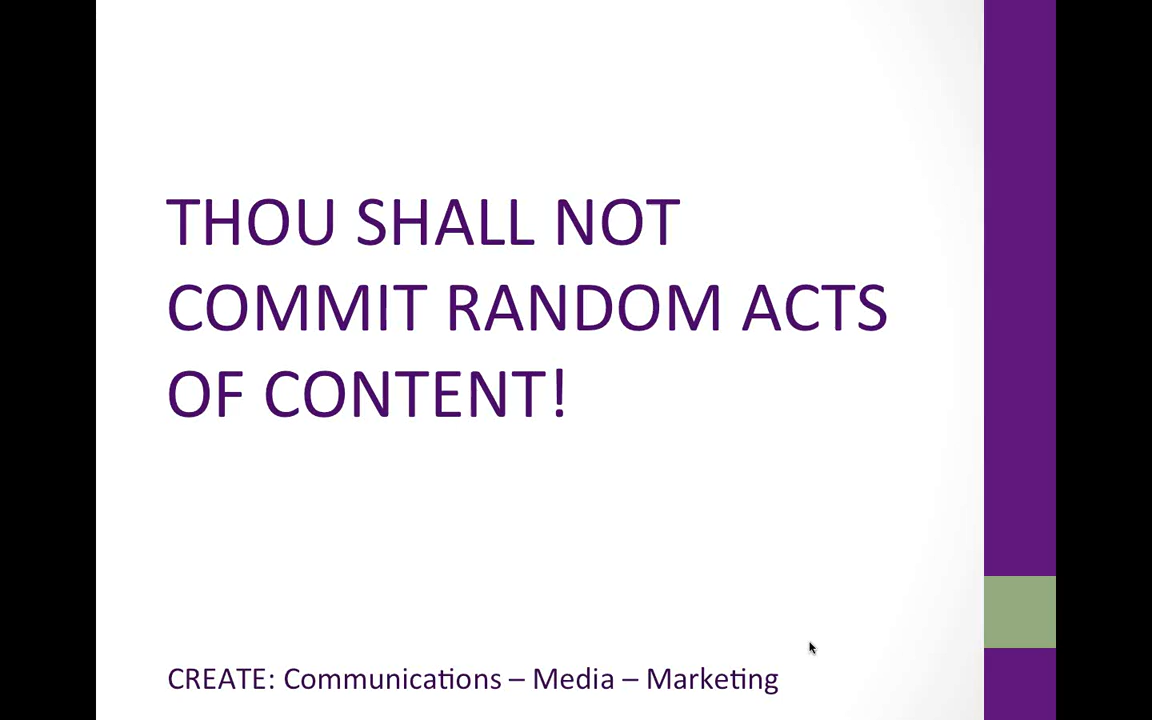 THOU SHALL NOT
COMMIT RANDOM ACTS
OF CONTENT!
CREATE: Communications – Media – Marketing